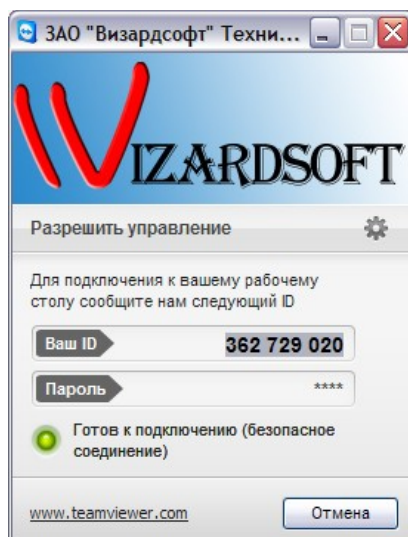 ЗАО "Визардсофт" Техни...
WIZARDSOFT
Разрешить управление
Для подключения к вашему рабочему
столу сообщите нам следующий ID
Ваш ID 362 729 020
Пароль ****
Готов к подключению (безопасное
соединение)
www.teamviewer.com Отмена